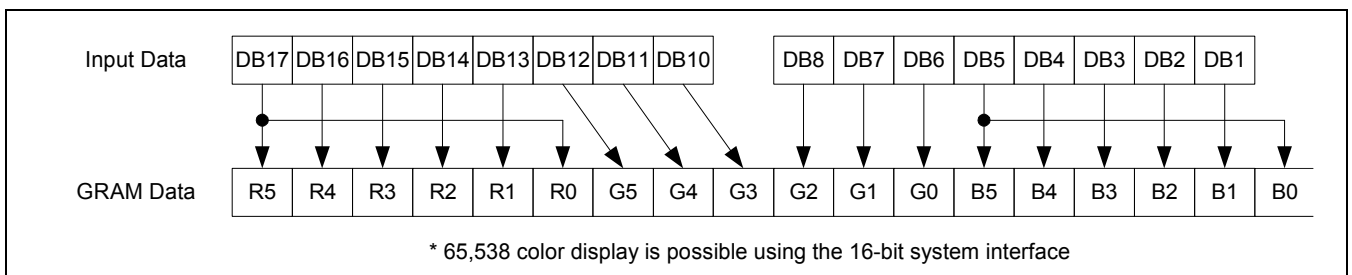 Input Data DB17 DB16 DB15 DB14 DB13 DB12 DB11 DB10 DB8 DB7 DB6 DB5 DB4 DB3 DB2 DB1
GRAM Data R5 R4 R3 R2 R1 R0 G5 G4 G3 G2 G1 G0 B5 B4 B3 B2 B1 B0
* 65,538 color display is possible using the 16-bit system interface